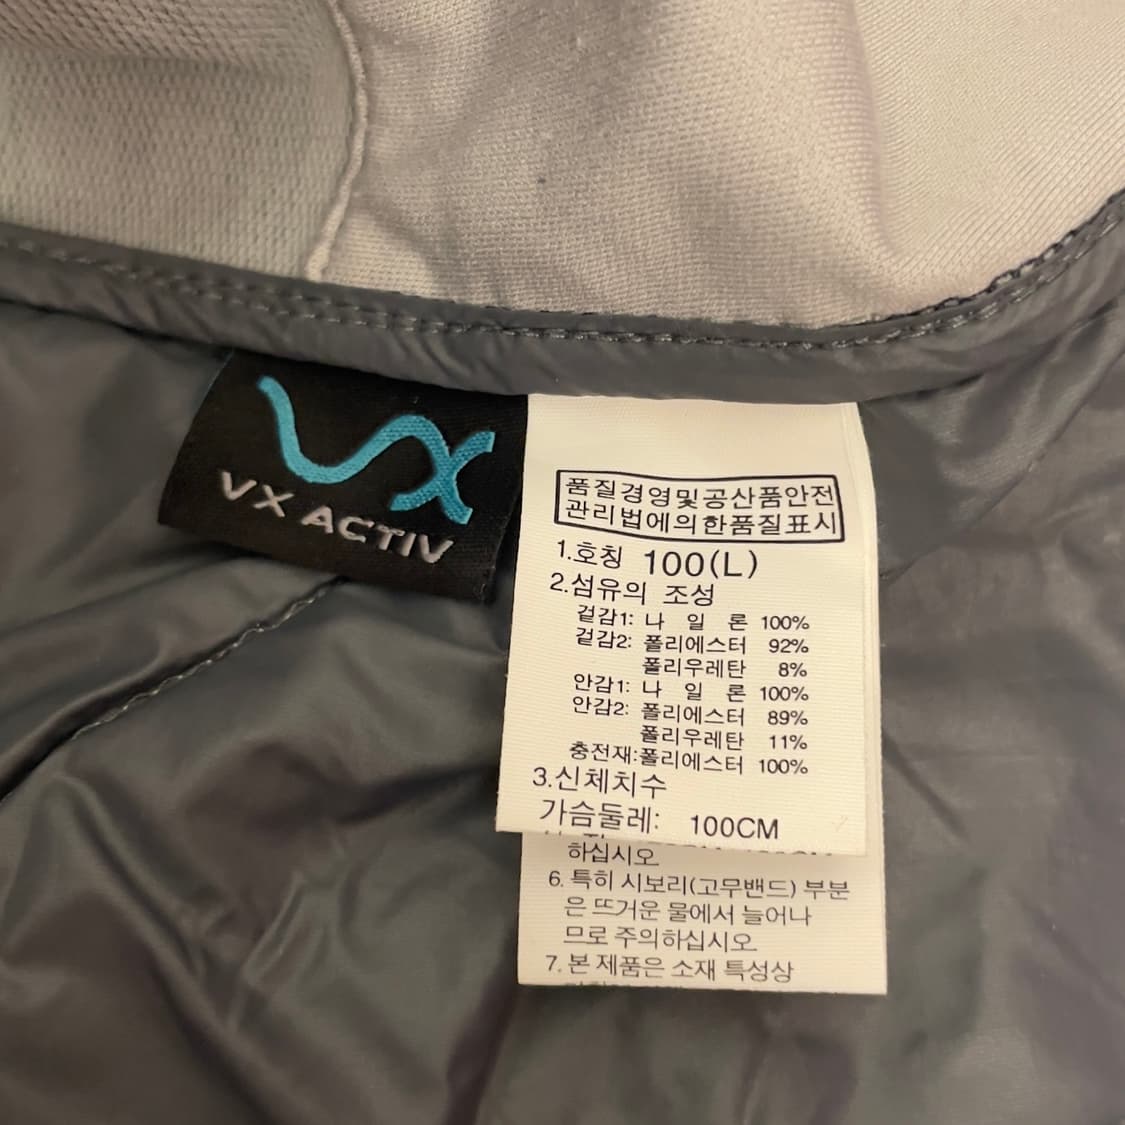 VX
VX ACTIV
품질경영및공산품안전
관리법에의한품질표시
1.호칭 100(L)
2.섬유의 조성
겉감1: 나 일 론 100%
겉감2: 폴리에스터 92%
폴리우레탄 8%
안감1: 나 일 론 100%
안감2: 폴리에스터 89%
폴리우레탄 11%
충전재:폴리에스터 100%
3.신체치수
가슴둘레: 100CM
하십시오
6. 특히 시보리(고무밴드) 부분
은 뜨거운 물에서 늘어나
므로 주의하십시오
7. 본 제품은 소재 특성상